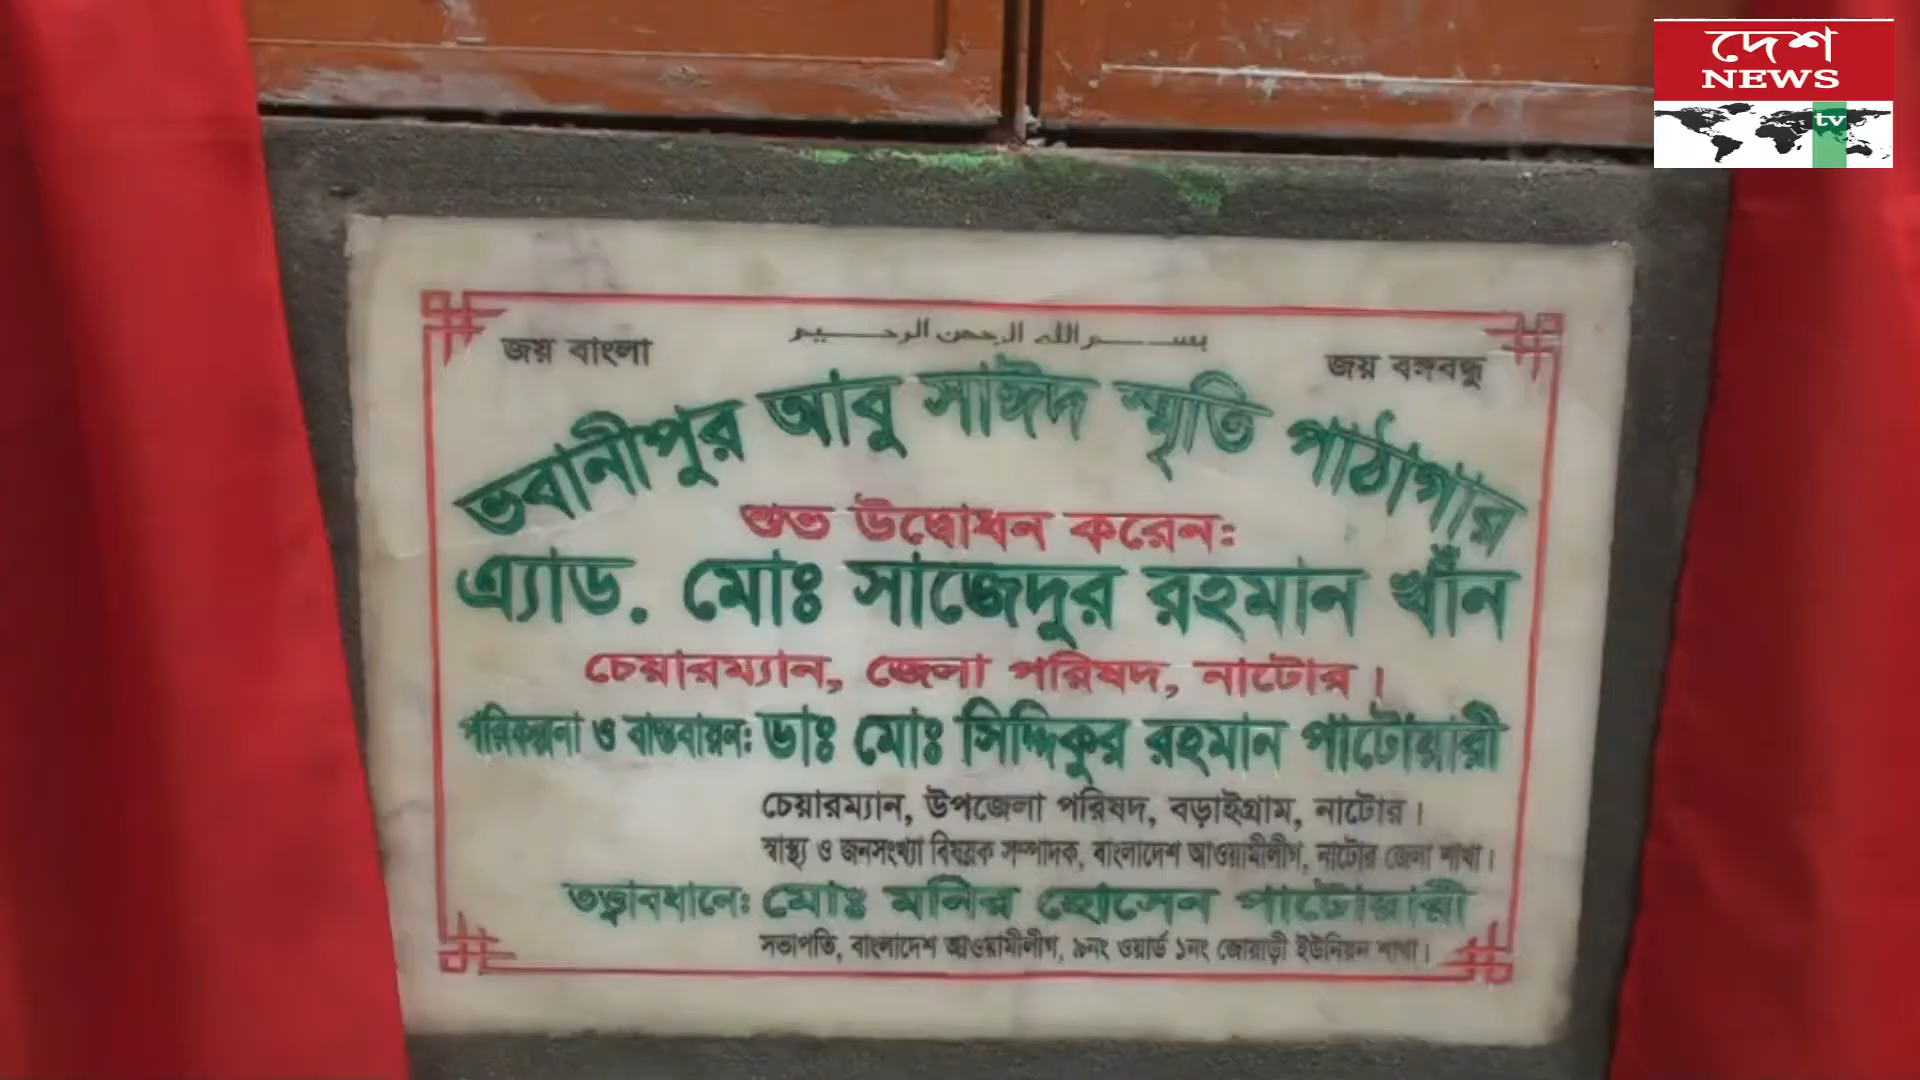 দেশ
NEWS
tv
بسم الله الرحمن الرحيم
জয় বাংলা
জয় বঙ্গবন্ধু
ভবানীপুর আবু সাঈদ স্মৃতি পাঠাগার
শুভ উদ্বোধন করেন:
এ্যাড. মোঃ সাজেদুর রহমান খাঁন
চেয়ারম্যান, জেলা পরিষদ, নাটোর।
পরিকল্পনা ও বাস্তবায়ন: ডাঃ মোঃ সিদ্দিকুর রহমান পাটোয়ারী
চেয়ারম্যান, উপজেলা পরিষদ, বড়াইগ্রাম, নাটোর।
স্বাস্থ্য ও জনসংখ্যা বিষয়ক সম্পাদক, বাংলাদেশ আওয়ামীলীগ, নাটোর জেলা শাখা।
তত্ত্বাবধানে: মোঃ মনির হোসেন পাটোয়ারী
সভাপতি, বাংলাদেশ আওয়ামীলীগ, ৯নং ওয়ার্ড ১নং জোয়াড়ী ইউনিয়ন শাখা।